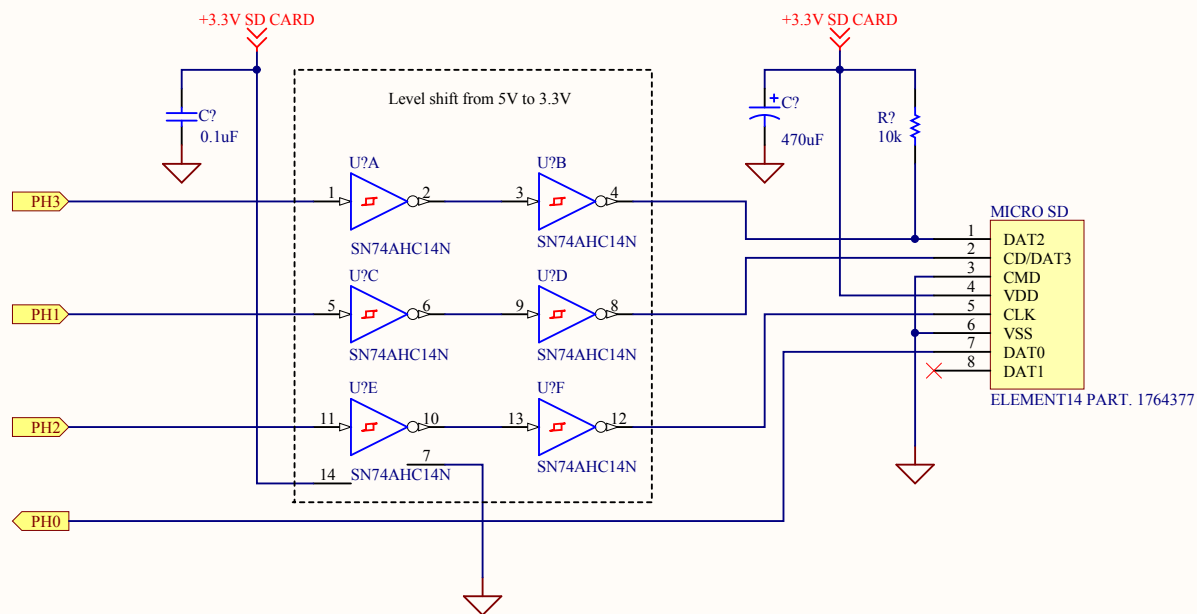 +3.3V SD CARD
+3.3V SD CARD
Level shift from 5V to 3.3V
C?
0.1uF
C?
470uF
R?
10k
U?A
U?B
PH3
1
2
3
4
SN74AHC14N
SN74AHC14N
MICRO SD
1 DAT2
2 CD/DAT3
3 CMD
4 VDD
5 CLK
6 VSS
7 DAT0
8 DAT1
ELEMENT14 PART. 1764377
U?C
U?D
PH1
5
6
9
8
SN74AHC14N
SN74AHC14N
U?E
U?F
PH2
11
10
13
12
7
SN74AHC14N
SN74AHC14N
14
PH0